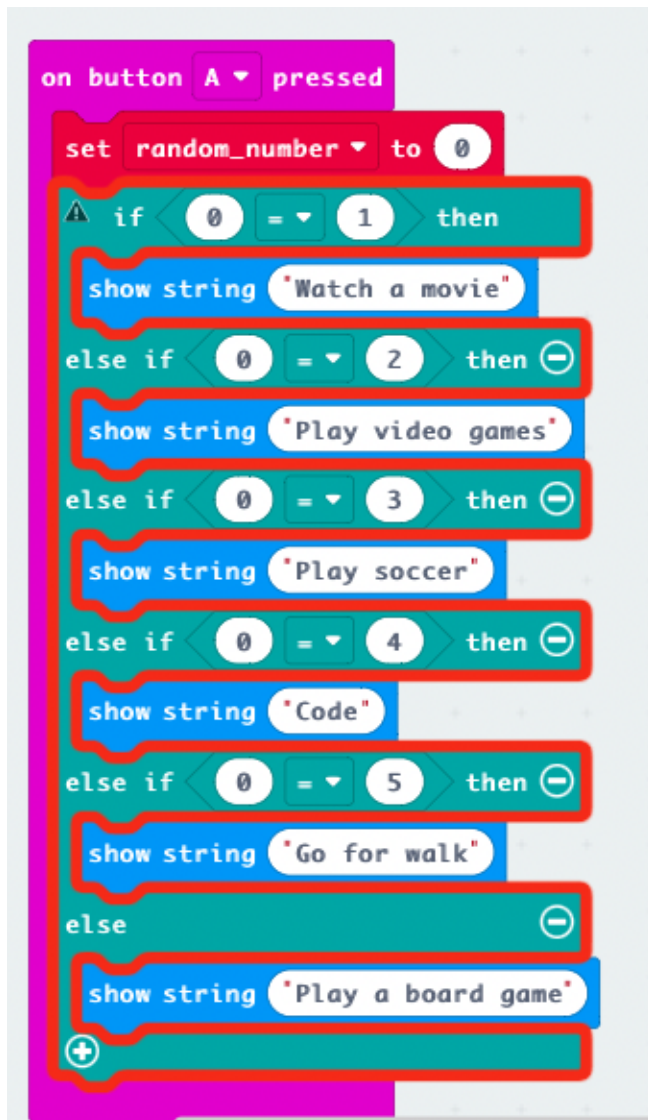 on button A pressed
set random_number to 0
if 0 = 1 then
show string "Watch a movie"
else if 0 = 2 then
show string "Play video games"
else if 0 = 3 then
show string "Play soccer"
else if 0 = 4 then
show string "Code"
else if 0 = 5 then
show string "Go for walk"
else
show string "Play a board game"